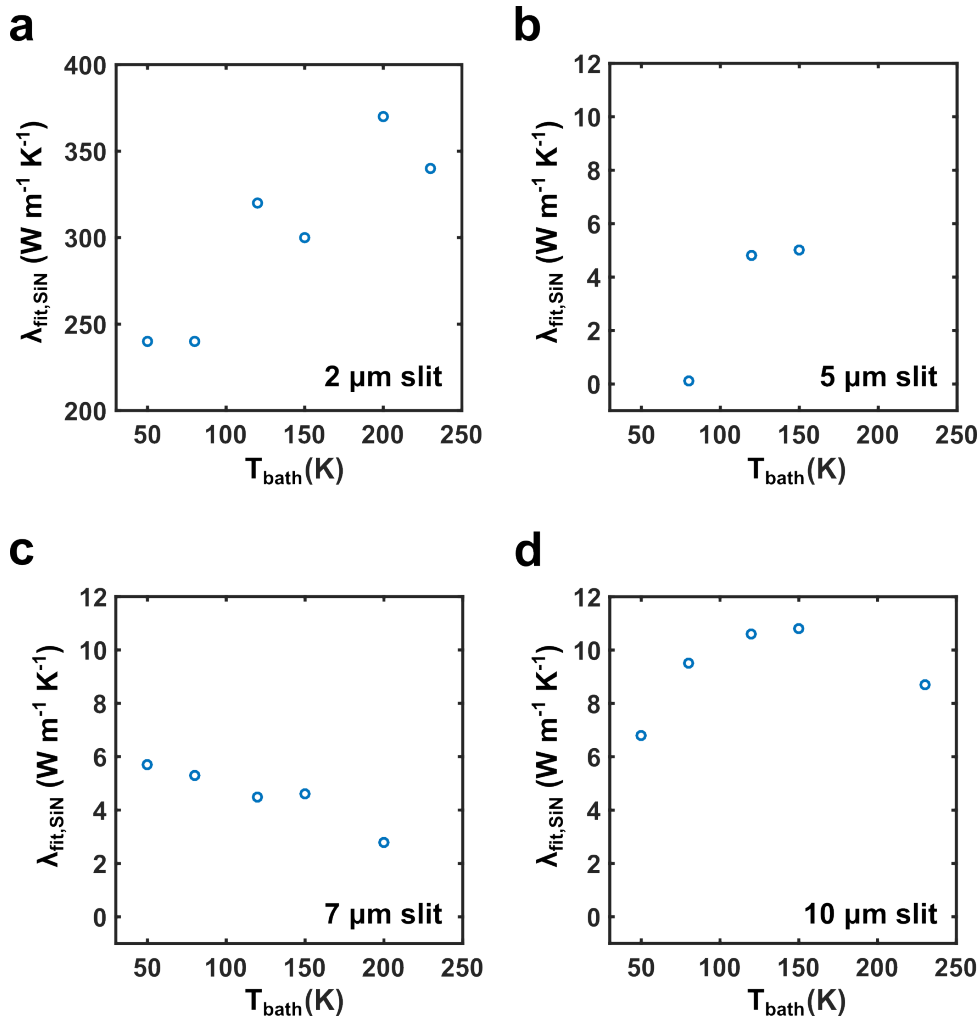 a
400
350
300
250
200
λfit,SiN (W m-1 K-1)
2 µm slit
50 100 150 200 250
Tbath(K)
b
12
10
8
6
4
2
0
λfit,SiN (W m-1 K-1)
5 µm slit
50 100 150 200 250
Tbath(K)
c
12
10
8
6
4
2
0
λfit,SiN (W m-1 K-1)
7 µm slit
50 100 150 200 250
Tbath(K)
d
12
10
8
6
4
2
0
λfit,SiN (W m-1 K-1)
10 µm slit
50 100 150 200 250
Tbath(K)